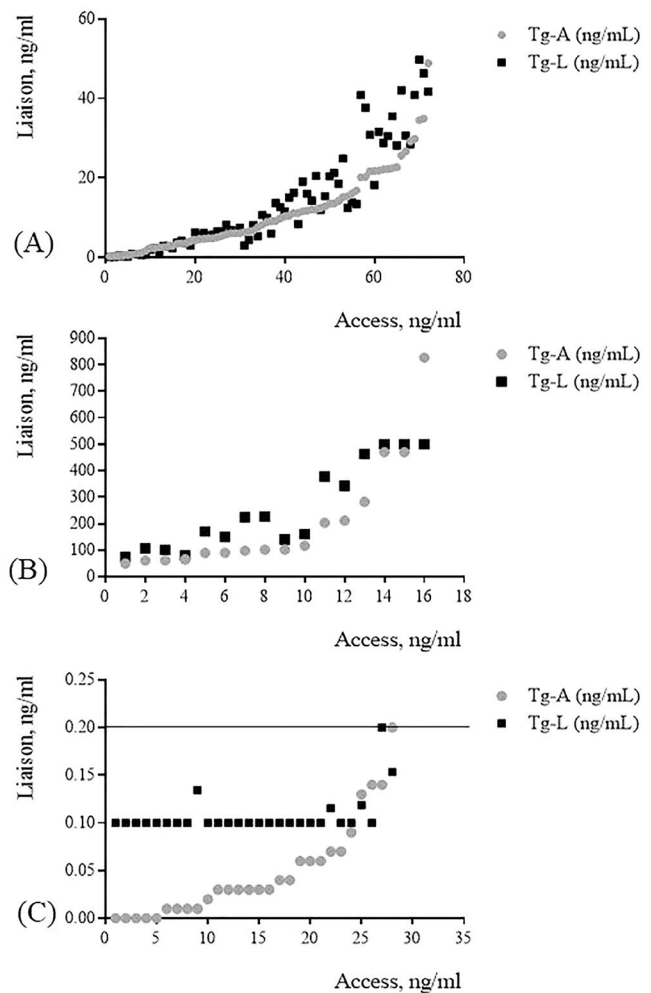 Tg-A (ng/mL)
Tg-L (ng/mL)
Liaison, ng/ml
60
40
20
0
0 20 40 60 80
(A)
Access, ng/ml
Tg-A (ng/mL)
Tg-L (ng/mL)
Liaison, ng/ml
900
800
700
600
500
400
300
200
100
0
0 2 4 6 8 10 12 14 16 18
(B)
Access, ng/ml
Tg-A (ng/mL)
Tg-L (ng/mL)
Liaison, ng/ml
0.25
0.20
0.15
0.10
0.05
0.00
0 5 10 15 20 25 30 35
(C)
Access, ng/ml